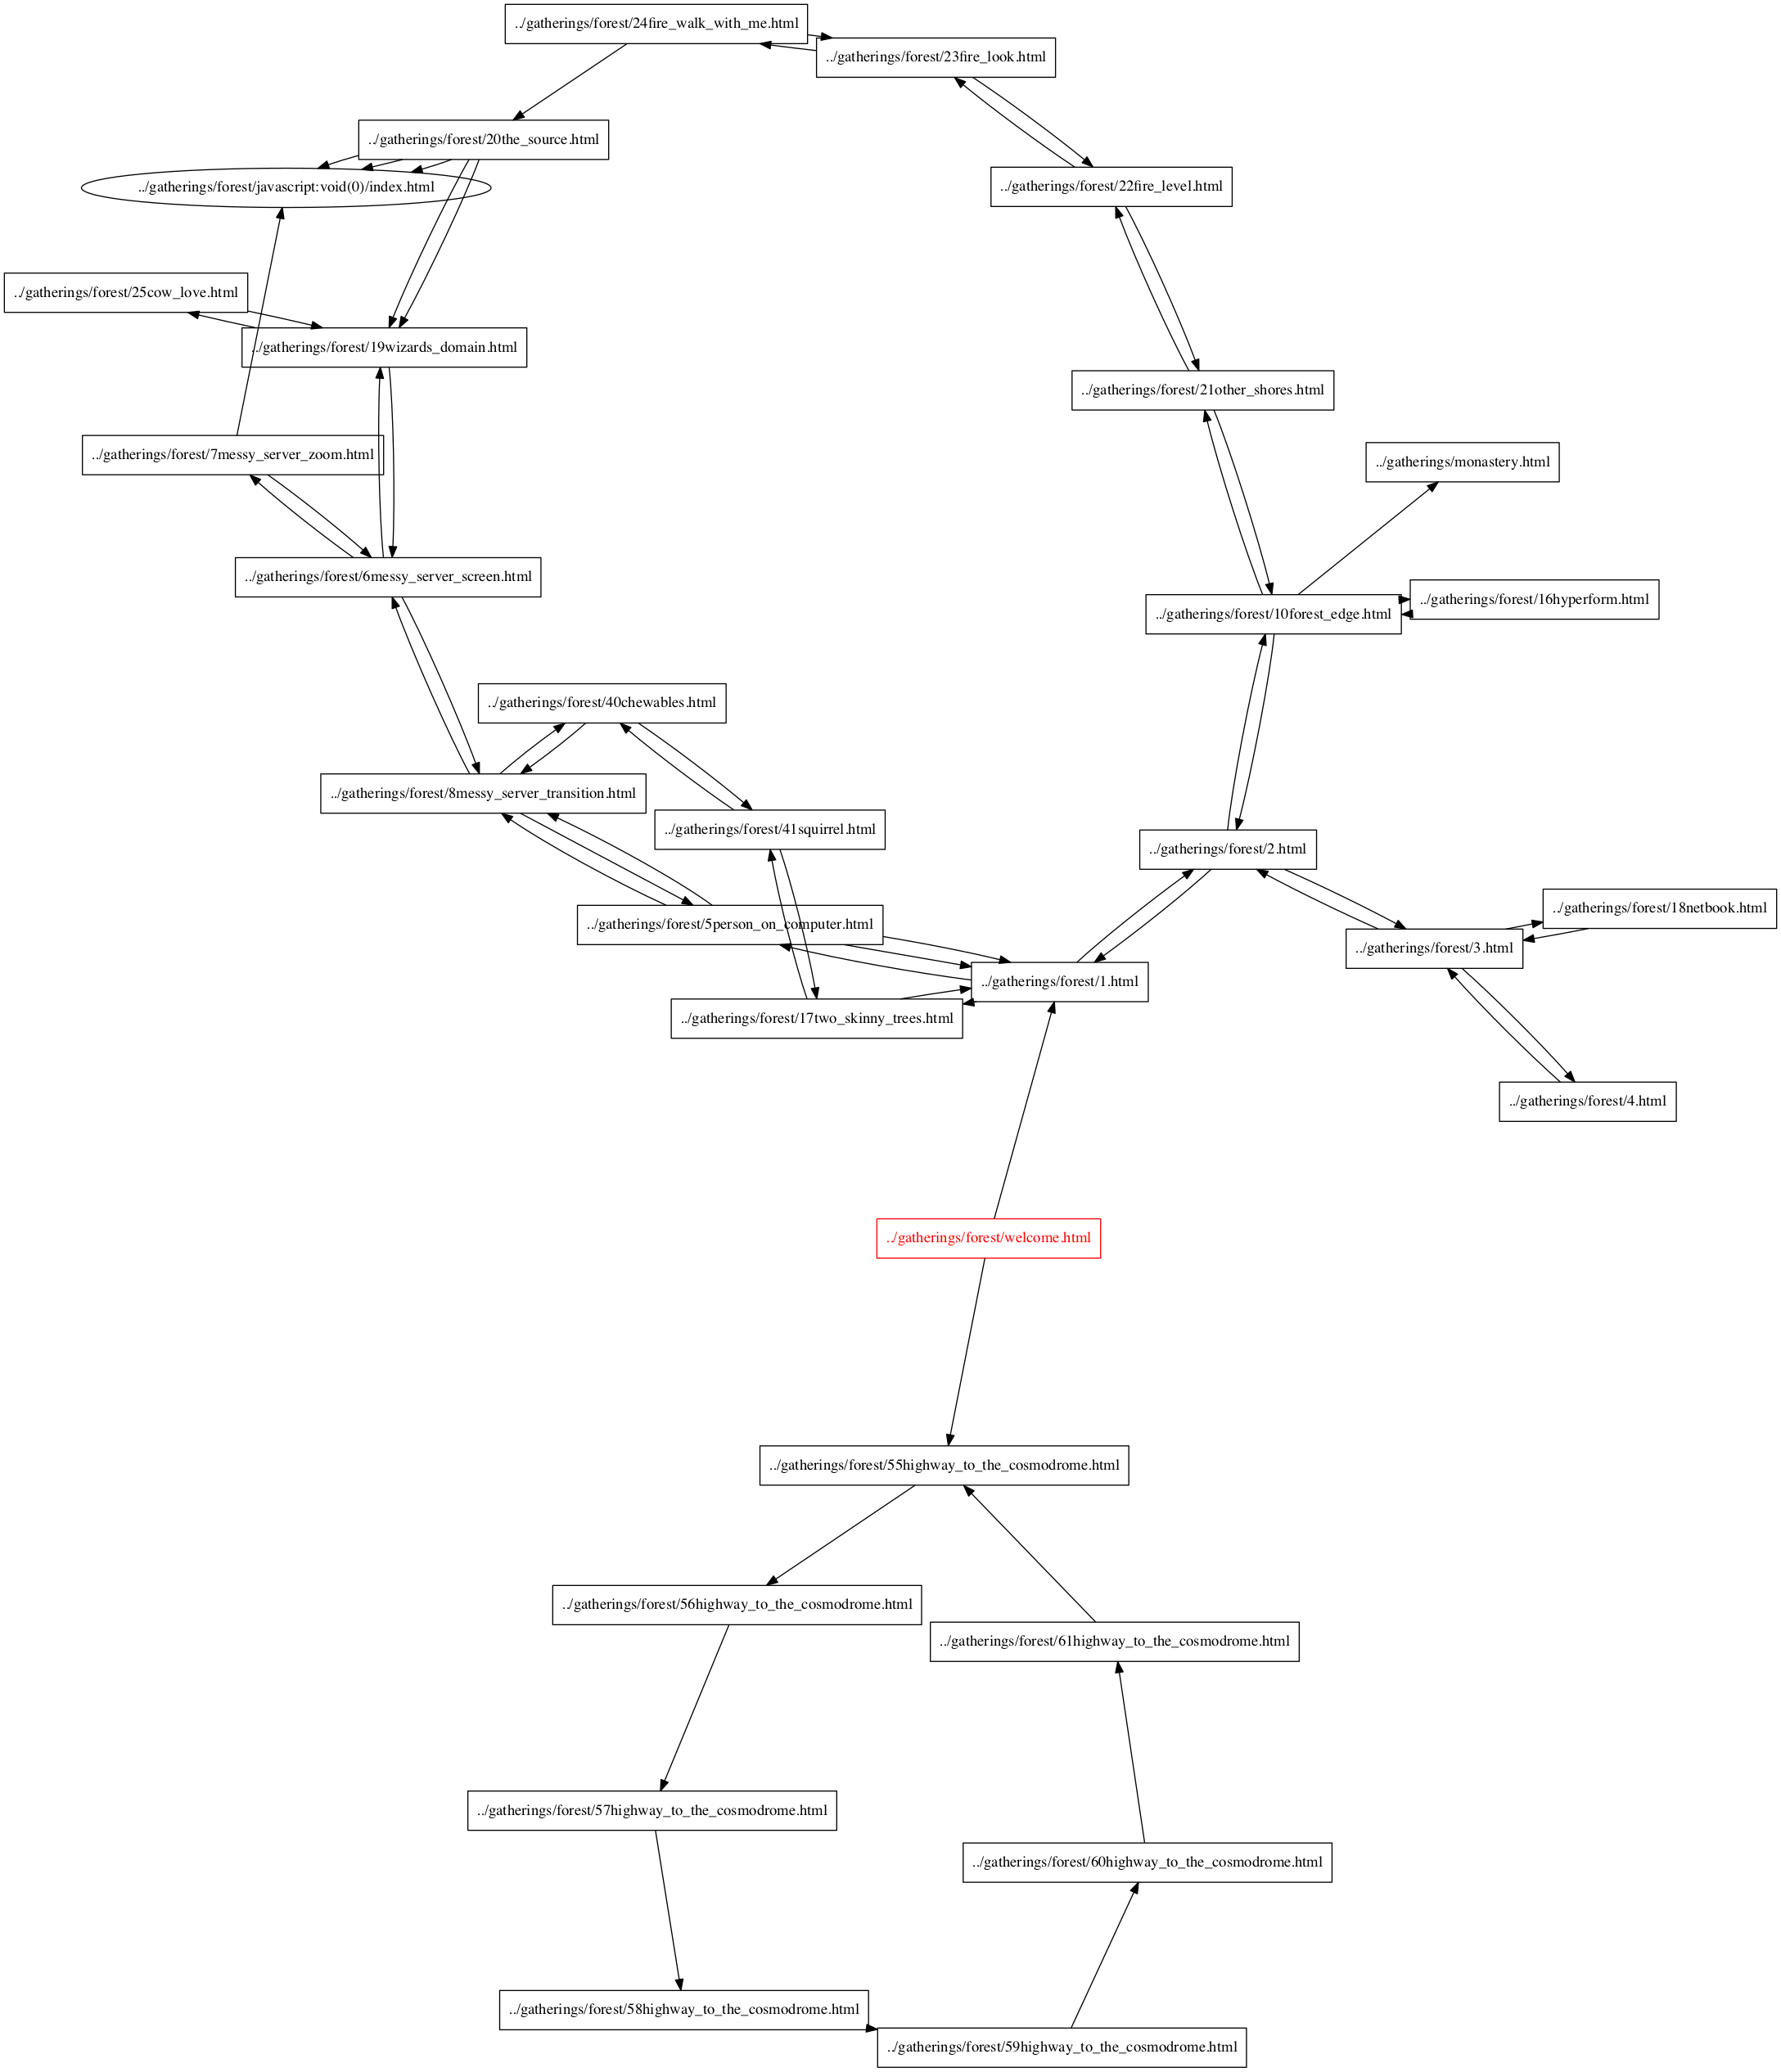 ../gatherings/forest/24fire_walk_with_me.html
../gatherings/forest/23fire_look.html
../gatherings/forest/20the_source.html
../gatherings/forest/javascript:void(0)/index.html
../gatherings/forest/22fire_level.html
../gatherings/forest/25cow_love.html
../gatherings/forest/19wizards_domain.html
../gatherings/forest/21other_shores.html
../gatherings/forest/7messy_server_zoom.html
../gatherings/monastery.html
../gatherings/forest/6messy_server_screen.html
../gatherings/forest/16hyperform.html
../gatherings/forest/10forest_edge.html
../gatherings/forest/40chewables.html
../gatherings/forest/8messy_server_transition.html
../gatherings/forest/41squirrel.html
../gatherings/forest/2.html
../gatherings/forest/18netbook.html
../gatherings/forest/5person_on_computer.html
../gatherings/forest/3.html
../gatherings/forest/1.html
../gatherings/forest/17two_skinny_trees.html
../gatherings/forest/4.html
../gatherings/forest/welcome.html
../gatherings/forest/55highway_to_the_cosmodrome.html
../gatherings/forest/56highway_to_the_cosmodrome.html
../gatherings/forest/61highway_to_the_cosmodrome.html
../gatherings/forest/57highway_to_the_cosmodrome.html
../gatherings/forest/60highway_to_the_cosmodrome.html
../gatherings/forest/58highway_to_the_cosmodrome.html
../gatherings/forest/59highway_to_the_cosmodrome.html